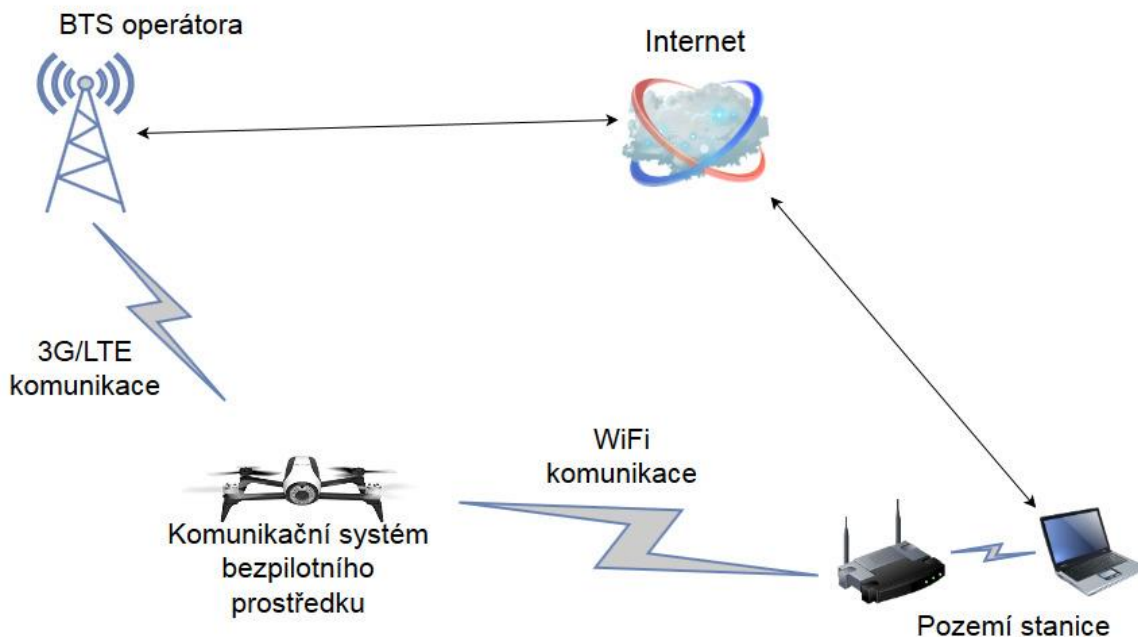 BTS operátora
Internet
3G/LTE
komunikace
WiFi
komunikace
Komunikační systém
bezpilotního
prostředku
Pozemí stanice